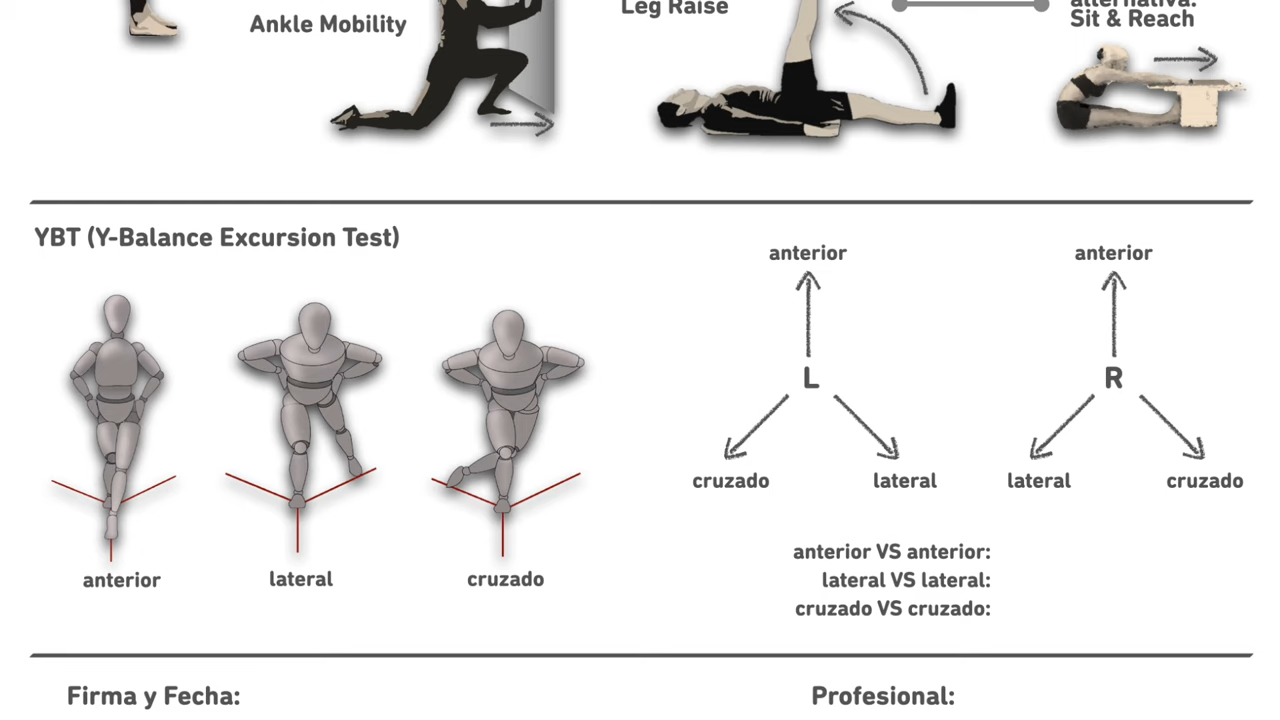 Ankle Mobility
Leg Raise
alternativa:
Sit & Reach
YBT (Y-Balance Excursion Test)
anterior
anterior
L
R
cruzado
lateral
lateral
cruzado
anterior
lateral
cruzado
anterior VS anterior:
lateral VS lateral:
cruzado VS cruzado:
Firma y Fecha:
Profesional: